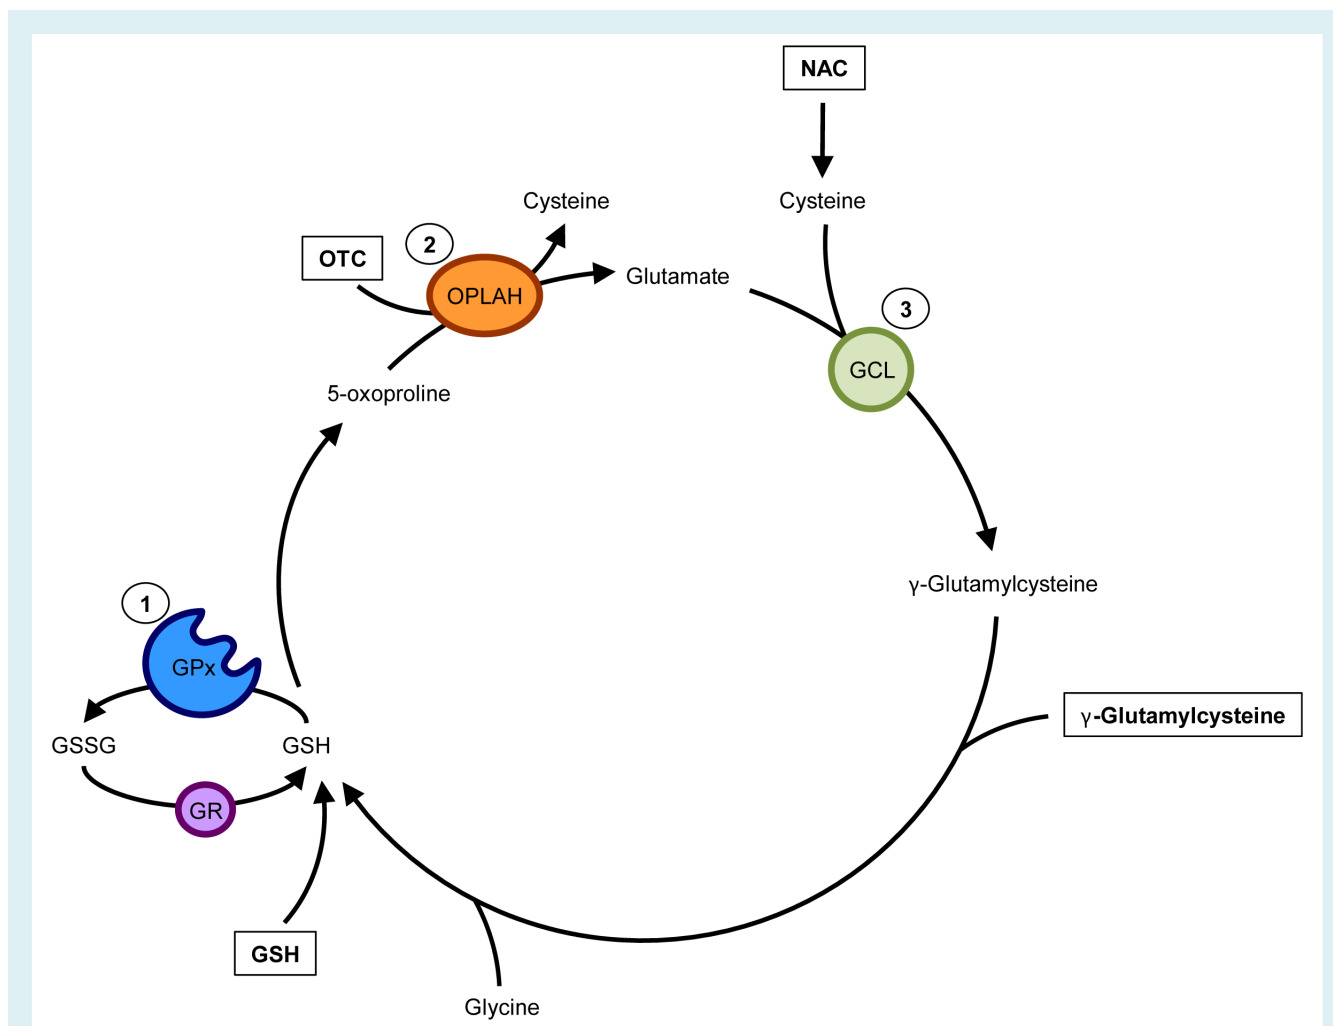 NAC
Cysteine
Cysteine
2
OTC
Glutamate
OPLAH
3
GCL
5-oxoproline
γ-Glutamylcysteine
1
GPx
γ-Glutamylcysteine
GSSG
GSH
GR
GSH
Glycine